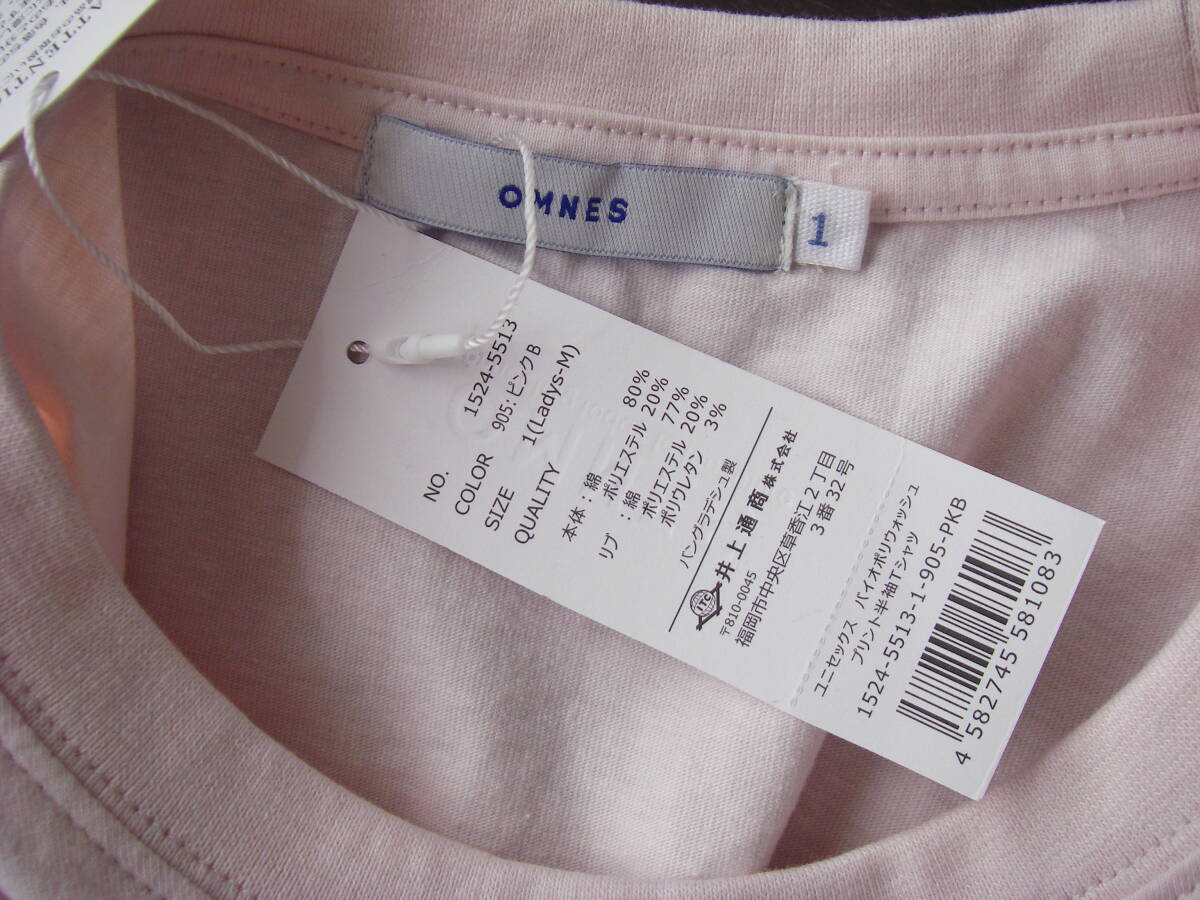 ATTENTIO
OMNES
1
NO. 1524-5513
COLOR 905:ピンクB
SIZE 1(Ladys-M)
QUALITY
本体:綿 80%
ポリエステル 20%
リブ :綿 77%
ポリエステル 20%
ポリウレタン 3%
バングラデシュ製
ITC 井上通商株式会社
〒810-0045
福岡市中央区草香江2丁目
3番32号
ユニセックス バイオポリウォッシュ
プリント半袖Tシャツ
1524-5513-1-905-PKB
4 582745 581083